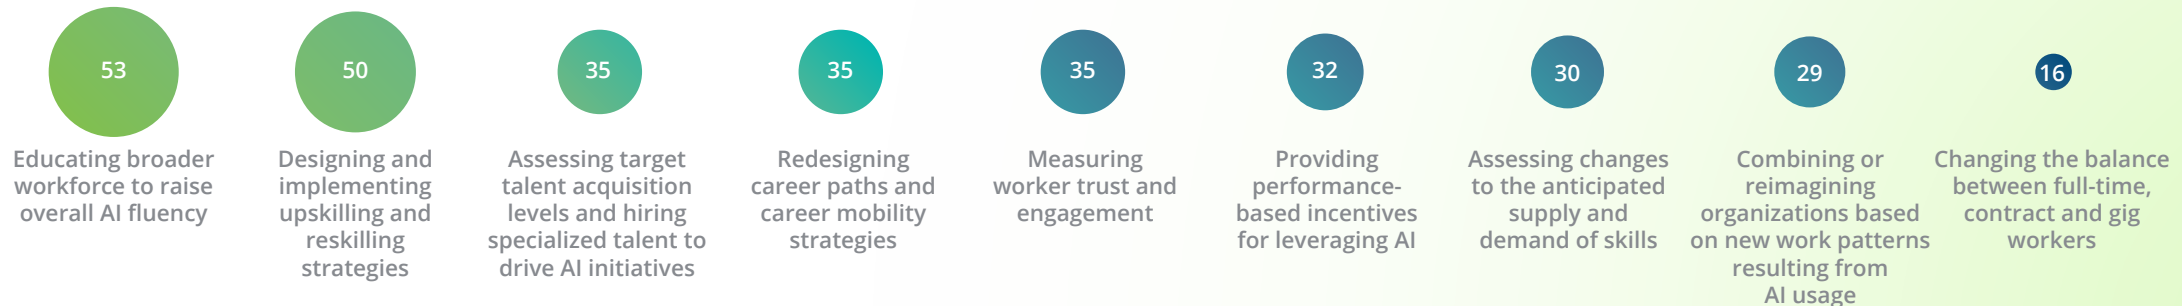 53
Educating broader
workforce to raise
overall AI fluency
50
Designing and
implementing
upskilling and
reskilling
strategies
35
Assessing target
talent acquisition
levels and hiring
specialized talent to
drive AI initiatives
35
Redesigning
career paths and
career mobility
strategies
35
Measuring
worker trust and
engagement
32
Providing
performance-
based incentives
for leveraging AI
30
Assessing changes
to the anticipated
supply and
demand of skills
29
Combining or
reimagining
organizations based
on new work patterns
resulting from
AI usage
16
Changing the balance
between full-time,
contract and gig
workers